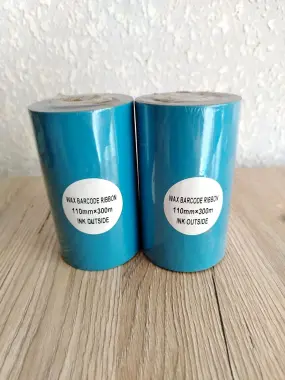 WAX BARCODE RIBBON
110mm×300m
INK OUTSIDE
WAX BARCODE RIBBON
110mm×300m
INK OUTSIDE